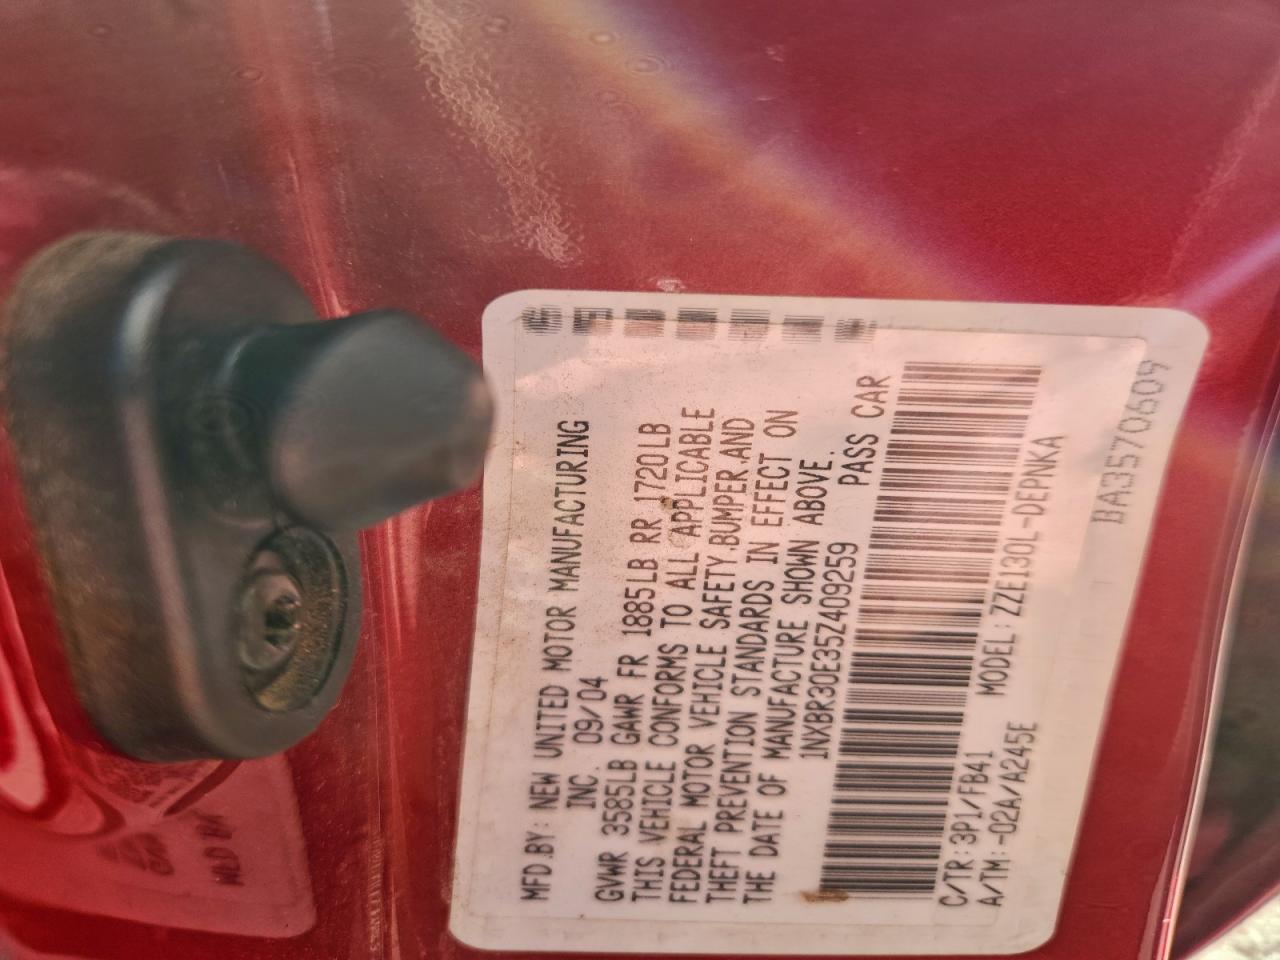 MFD.BY: NEW UNITED MOTOR MANUFACTURING
INC. 09/04
GVWR 3585LB GAWR FR 1885LB RR 1720LB
THIS VEHICLE CONFORMS TO ALL APPLICABLE
FEDERAL MOTOR VEHICLE SAFETY.BUMPER.AND
THEFT PREVENTION STANDARDS IN EFFECT ON
THE DATE OF MANUFACTURE SHOWN ABOVE.
1NXBR30E35Z409259 PASS CAR
C/TR:3P1/FB41 MODEL:ZZE130L-DEPNKA
A/TM:-02A/A245E
BA3570609